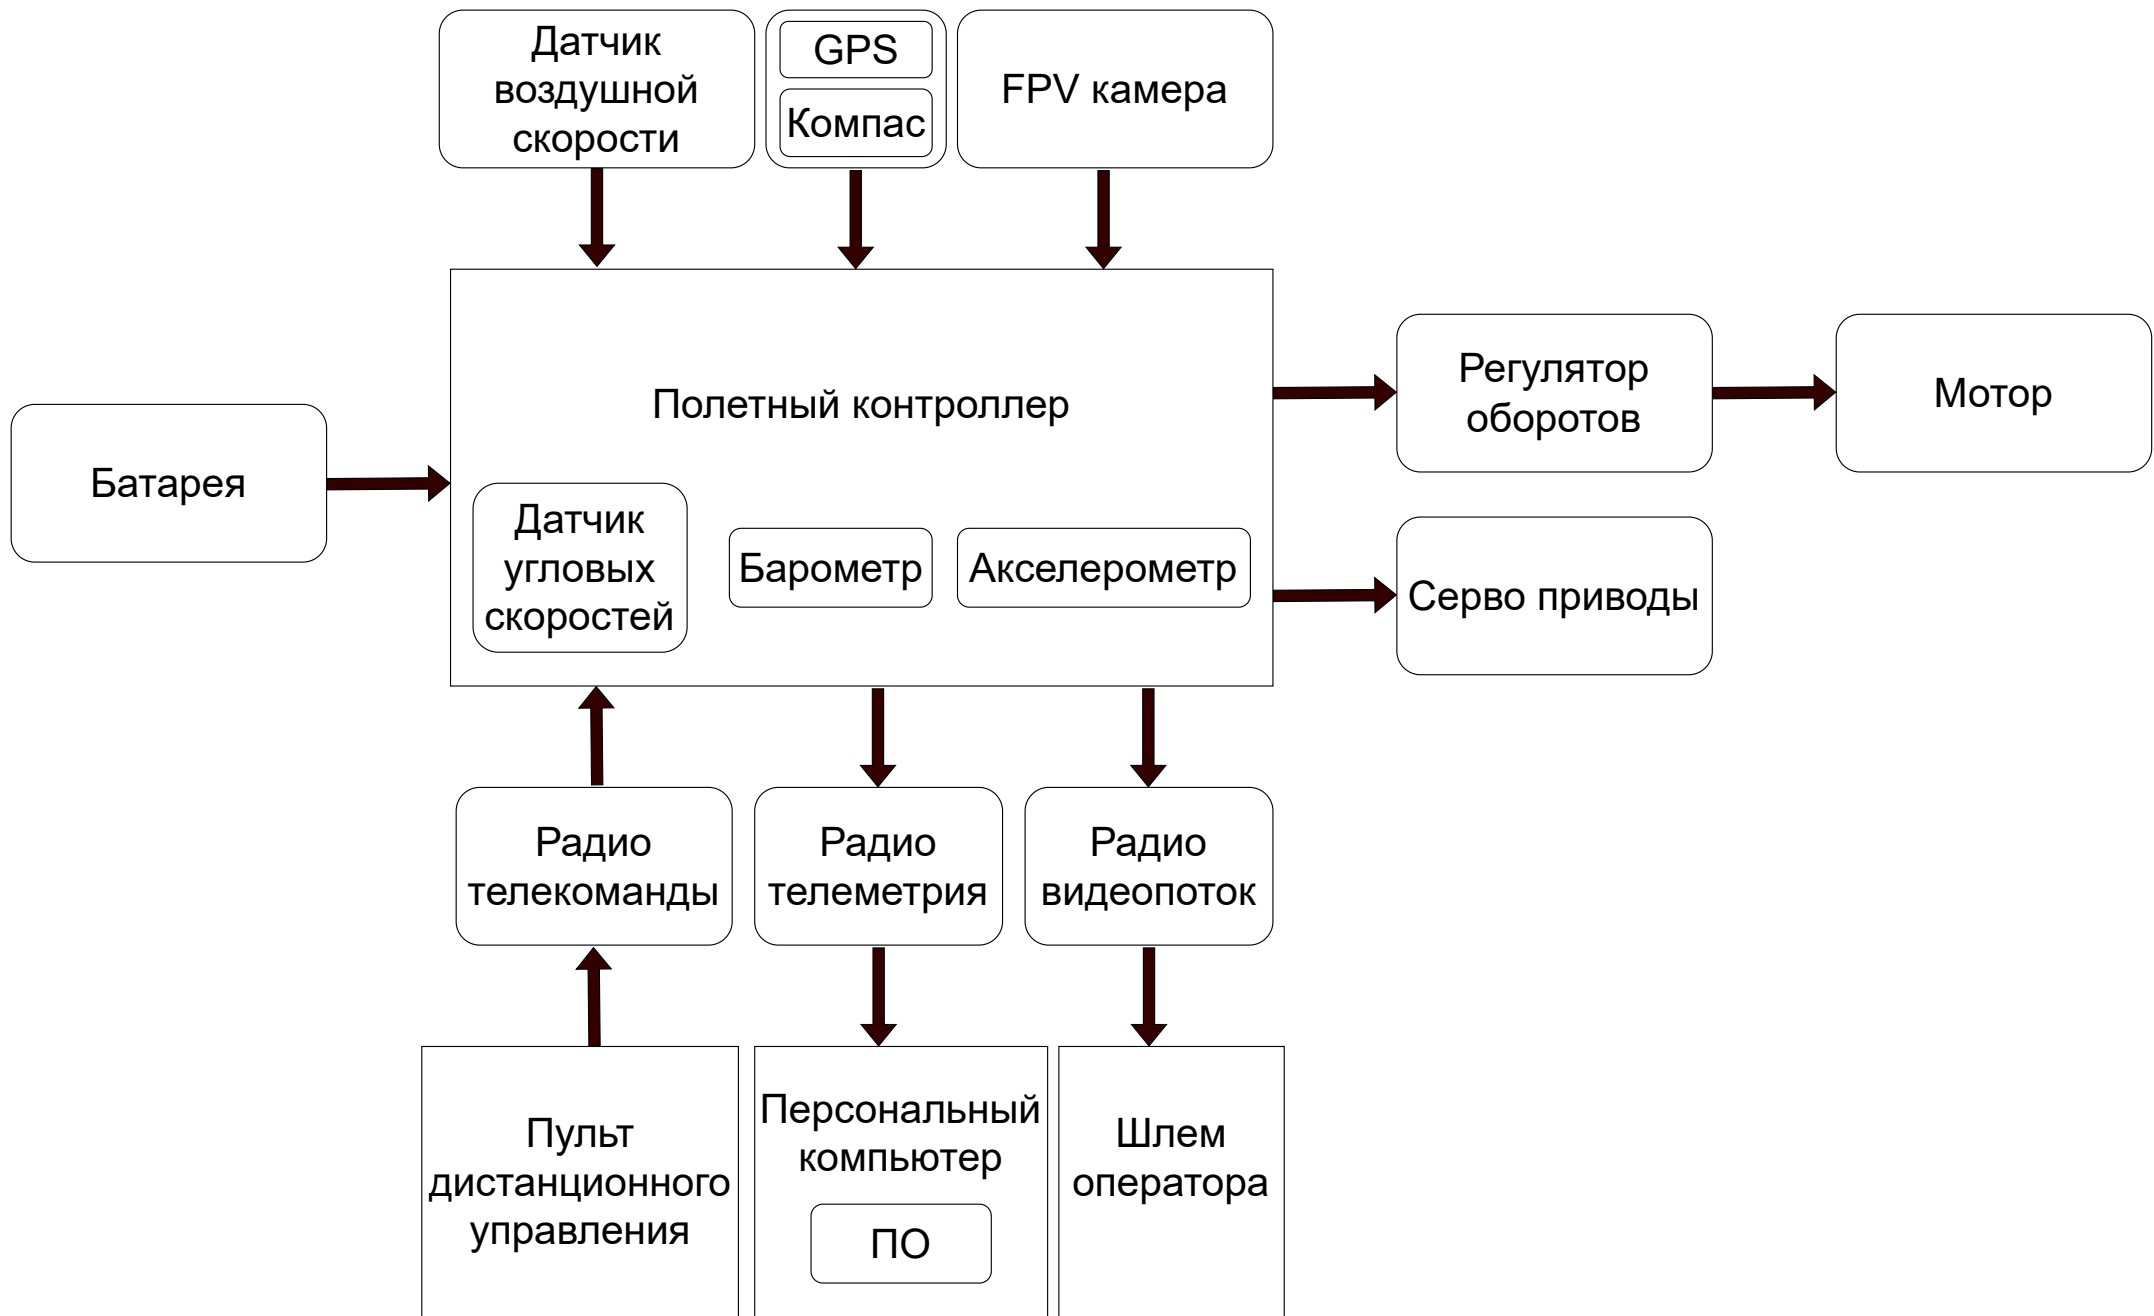 Датчик
воздушной
скорости
GPS
Компас
FPV камера
Батарея
Полетный контроллер
Датчик
угловых
скоростей
Барометр
Акселерометр
Регулятор
оборотов
Мотор
Серво приводы
Радио
телекоманды
Радио
телеметрия
Радио
видеопоток
Пульт
дистанционного
управления
Персональный
компьютер
ПО
Шлем
оператора